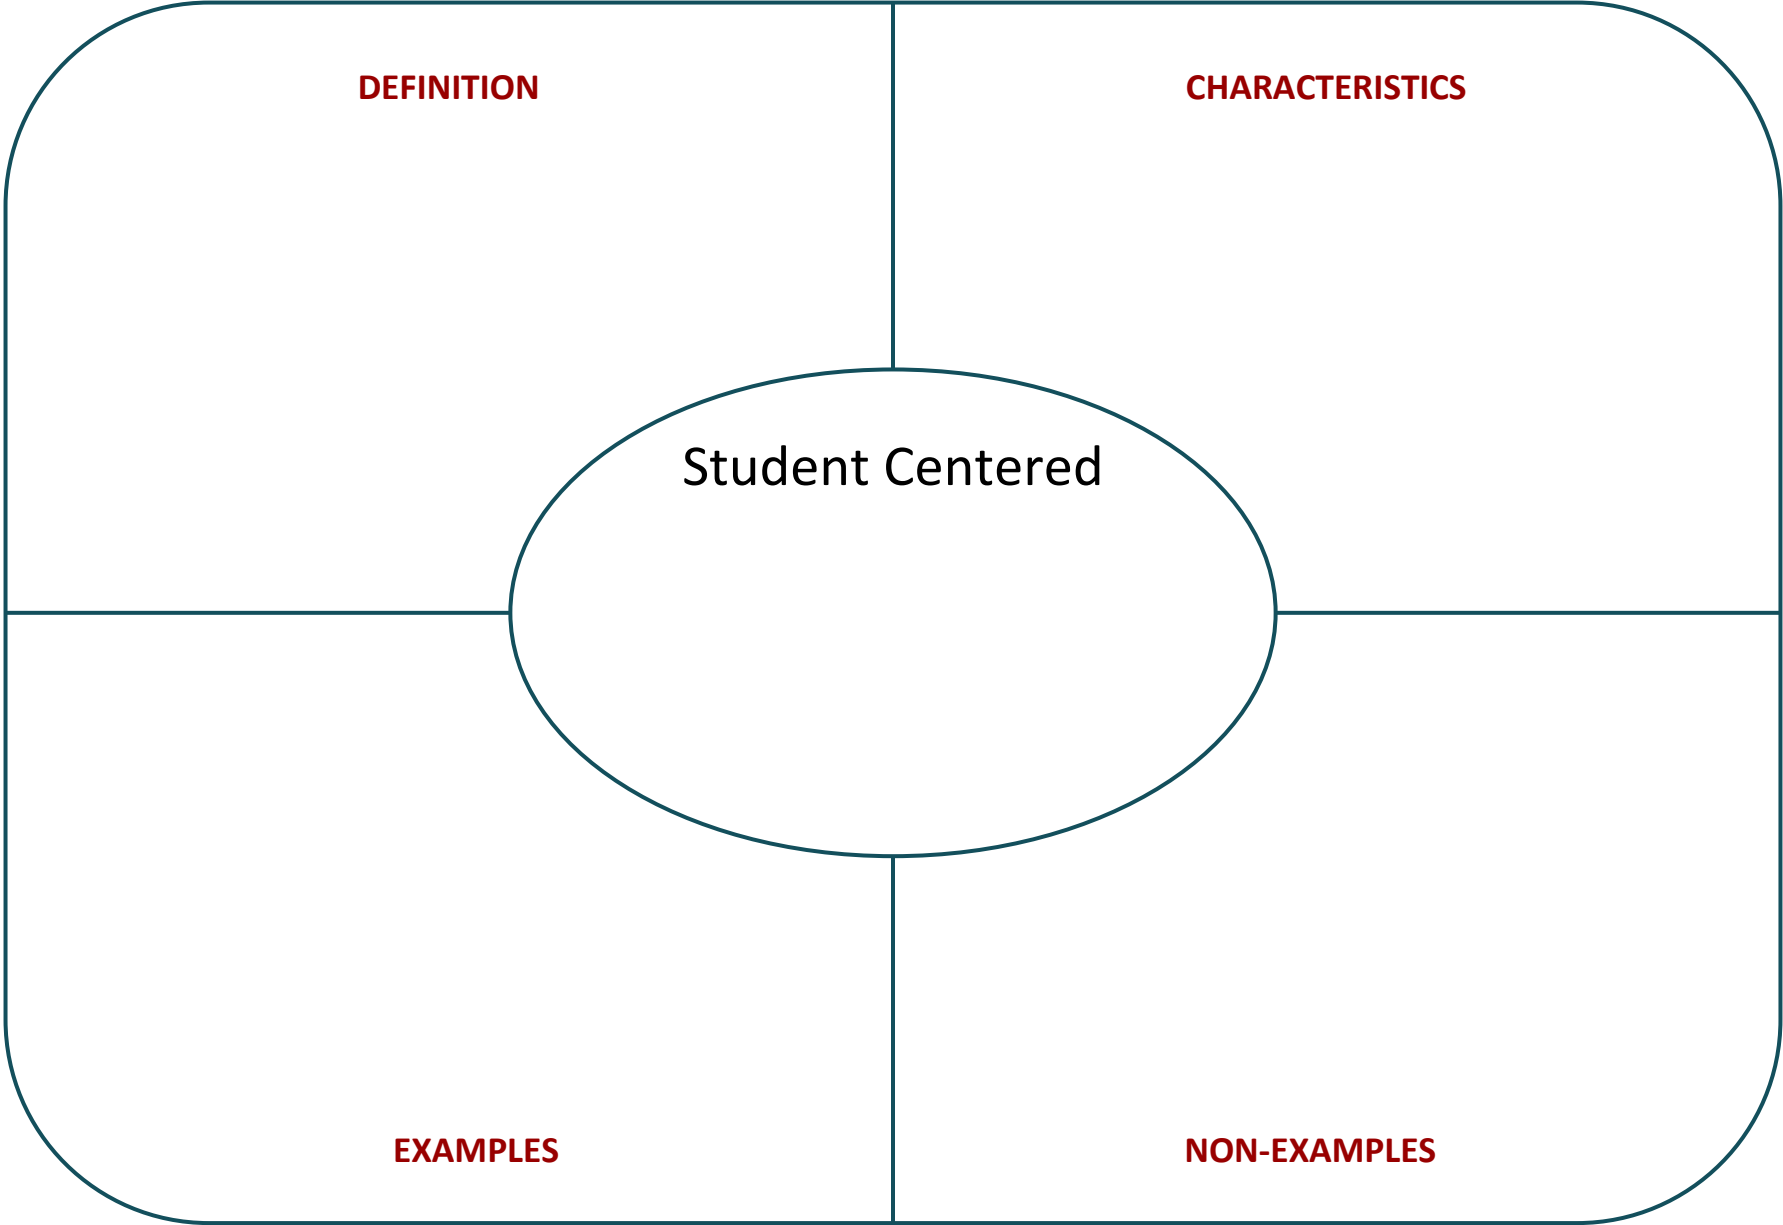 DEFINITION
CHARACTERISTICS
Student Centered
EXAMPLES
NON-EXAMPLES